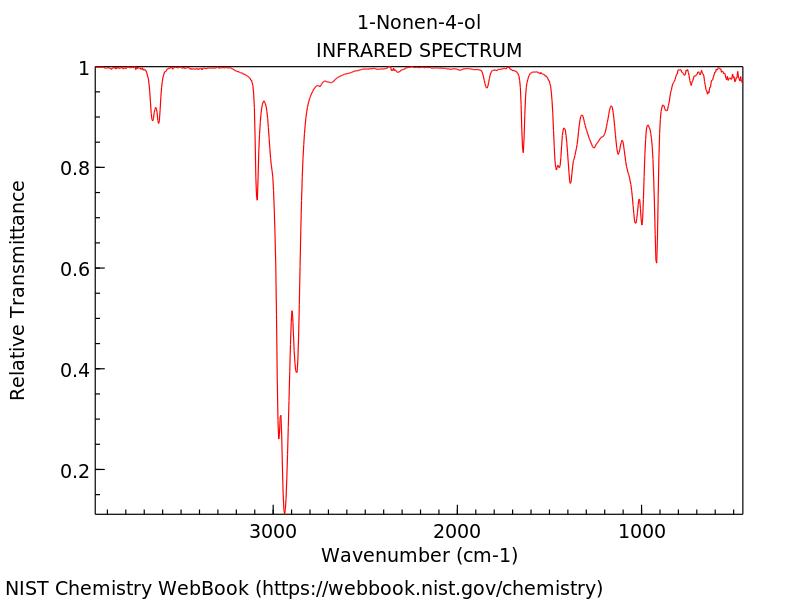 1-Nonen-4-ol
INFRARED SPECTRUM
1
0.8
0.6
0.4
0.2
Relative Transmittance
3000 2000 1000
Wavenumber (cm-1)
NIST Chemistry WebBook (https://webbook.nist.gov/chemistry)